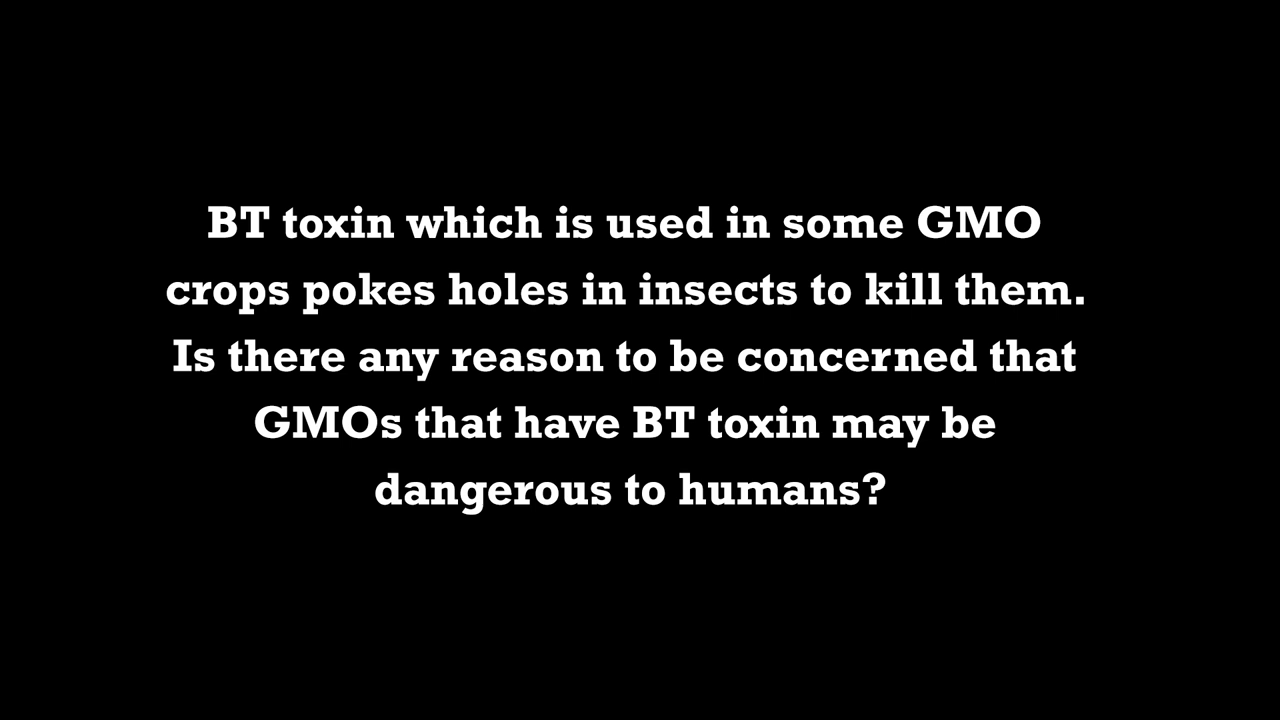 BT toxin which is used in some GMO
crops pokes holes in insects to kill them.
Is there any reason to be concerned that
GMOs that have BT toxin may be
dangerous to humans?